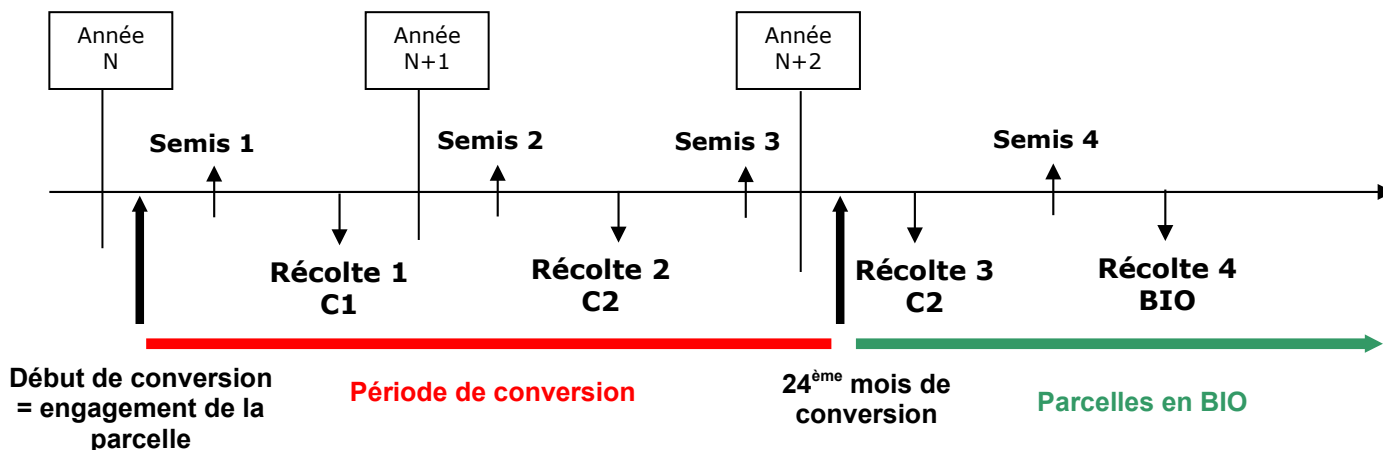 Année
N
Année
N+1
Année
N+2
Semis 1
Semis 2
Semis 3
Semis 4
Récolte 1
C1
Récolte 2
C2
Récolte 3
C2
Récolte 4
BIO
Début de conversion
= engagement de la
parcelle
Période de conversion
24ème mois de
conversion
Parcelles en BIO